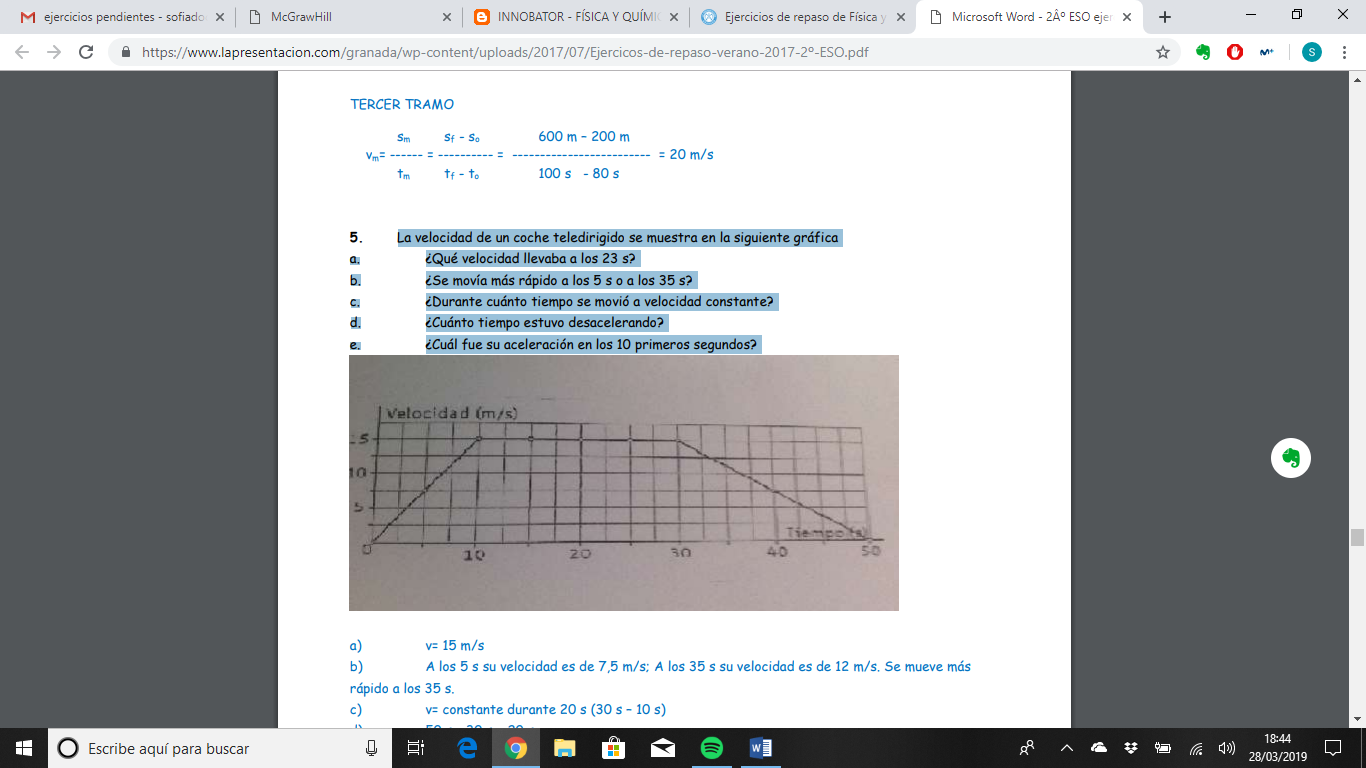 ejercicios pendientes - sofiado
McGrawHill
INNOBATOR - FÍSICA Y QUÍMI
Ejercicios de repaso de Física y
Microsoft Word - 2Âº ESO ejer
https://www.lapresentacion.com/granada/wp-content/uploads/2017/07/Ejercicos-de-repaso-verano-2017-2º-ESO.pdf
S
TERCER TRAMO
sm sf - so 600 m – 200 m
vm= ------ = ---------- = ------------------------- = 20 m/s
tm tf - to 100 s - 80 s
5. La velocidad de un coche teledirigido se muestra en la siguiente gráfica
a. ¿Qué velocidad llevaba a los 23 s?
b. ¿Se movía más rápido a los 5 s o a los 35 s?
c. ¿Durante cuánto tiempo se movió a velocidad constante?
d. ¿Cuánto tiempo estuvo desacelerando?
e. ¿Cuál fue su aceleración en los 10 primeros segundos?
Velocidad (m/s)
15
10
5
Tiempo (s)
0 10 20 30 40 50
a) v= 15 m/s
b) A los 5 s su velocidad es de 7,5 m/s; A los 35 s su velocidad es de 12 m/s. Se mueve más
rápido a los 35 s.
c) v= constante durante 20 s (30 s – 10 s)
Escribe aquí para buscar
18:44
28/03/2019